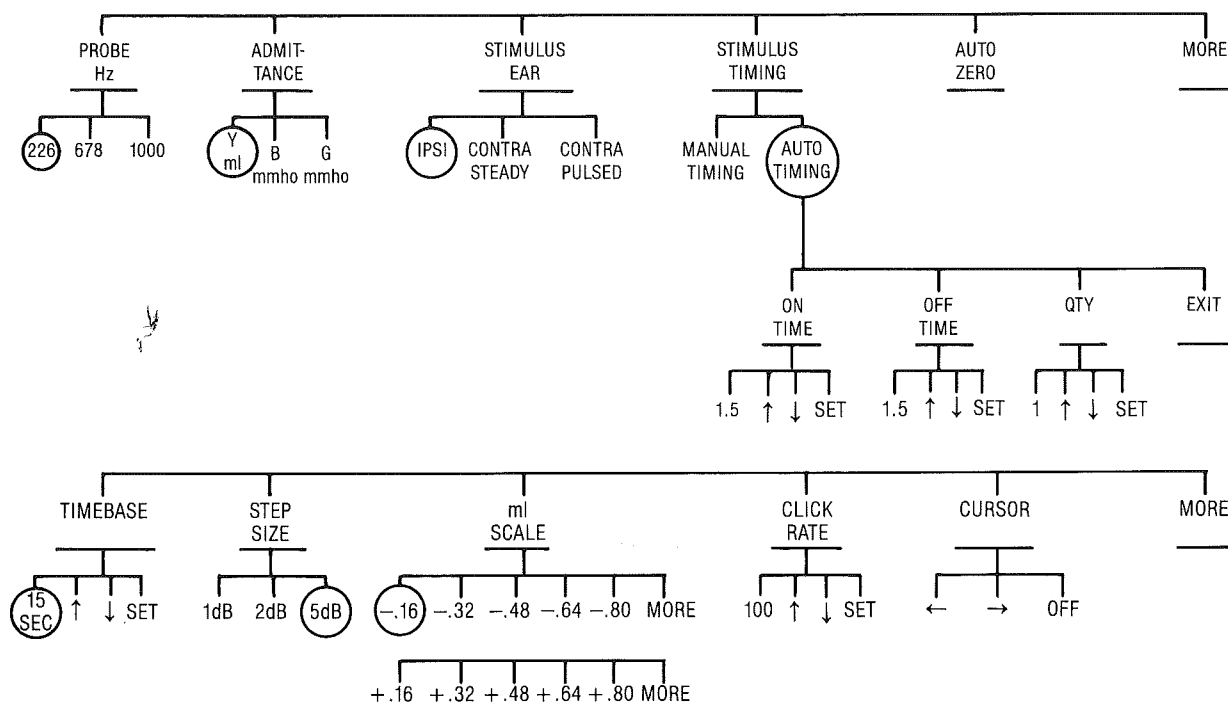 PROBE ADMIT- STIMULUS STIMULUS AUTO MORE
Hz TANCE EAR TIMING ZERO
226 678 1000 Y B G IPSI CONTRA CONTRA MANUAL AUTO
ml mmho mmho STEADY PULSED TIMING TIMING
ON OFF QTY EXIT
TIME TIME
1.5 ↑ ↓ SET 1.5 ↑ ↓ SET 1 ↑ ↓ SET
TIMEBASE STEP ml CLICK CURSOR MORE
SIZE SCALE RATE
15 ↑ ↓ SET 1dB 2dB 5dB −.16 −.32 −.48 −.64 −.80 MORE 100 ↑ ↓ SET ← → OFF
SEC
+.16 +.32 +.48 +.64 +.80 MORE